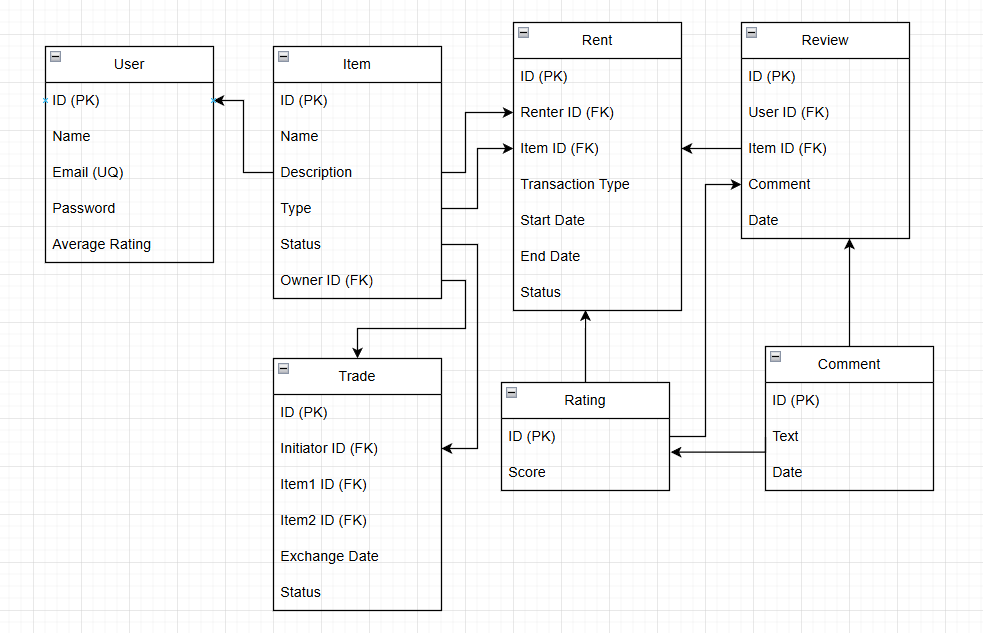 User
ID (PK)
Name
Email (UQ)
Password
Average Rating
Item
ID (PK)
Name
Description
Type
Status
Owner ID (FK)
Rent
ID (PK)
Renter ID (FK)
Item ID (FK)
Transaction Type
Start Date
End Date
Status
Review
ID (PK)
User ID (FK)
Item ID (FK)
Comment
Date
Trade
ID (PK)
Initiator ID (FK)
Item1 ID (FK)
Item2 ID (FK)
Exchange Date
Status
Rating
ID (PK)
Score
Comment
ID (PK)
Text
Date